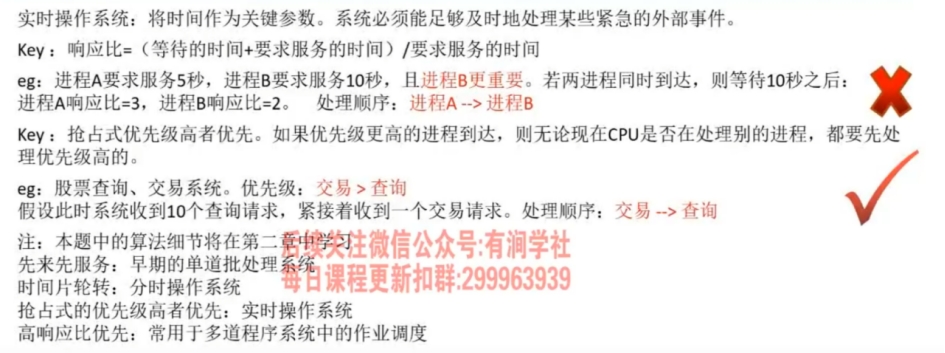 实时操作系统：将时间作为关键参数。系统必须能足够及时地处理某些紧急的外部事件。
Key：响应比=（等待的时间+要求服务的时间）/要求服务的时间
eg：进程A要求服务5秒，进程B要求服务10秒，且进程B更重要。若两进程同时到达，则等待10秒之后：
进程A响应比=3，进程B响应比=2。 处理顺序：进程A --> 进程B
Key：抢占式优先级高者优先。如果优先级更高的进程到达，则无论现在CPU是否在处理别的进程，都要先处
理优先级高的。
eg：股票查询、交易系统。优先级：交易 > 查询
假设此时系统收到10个查询请求，紧接着收到一个交易请求。处理顺序：交易 --> 查询
注：本题中的算法细节将在第二章中学习
后续关注微信公众号:有涧学社
先来先服务：早期的单道批处理系统
每日课程更新扣群:299963939
时间片轮转：分时操作系统
抢占式的优先级高者优先：实时操作系统
高响应比优先：常用于多道程序系统中的作业调度